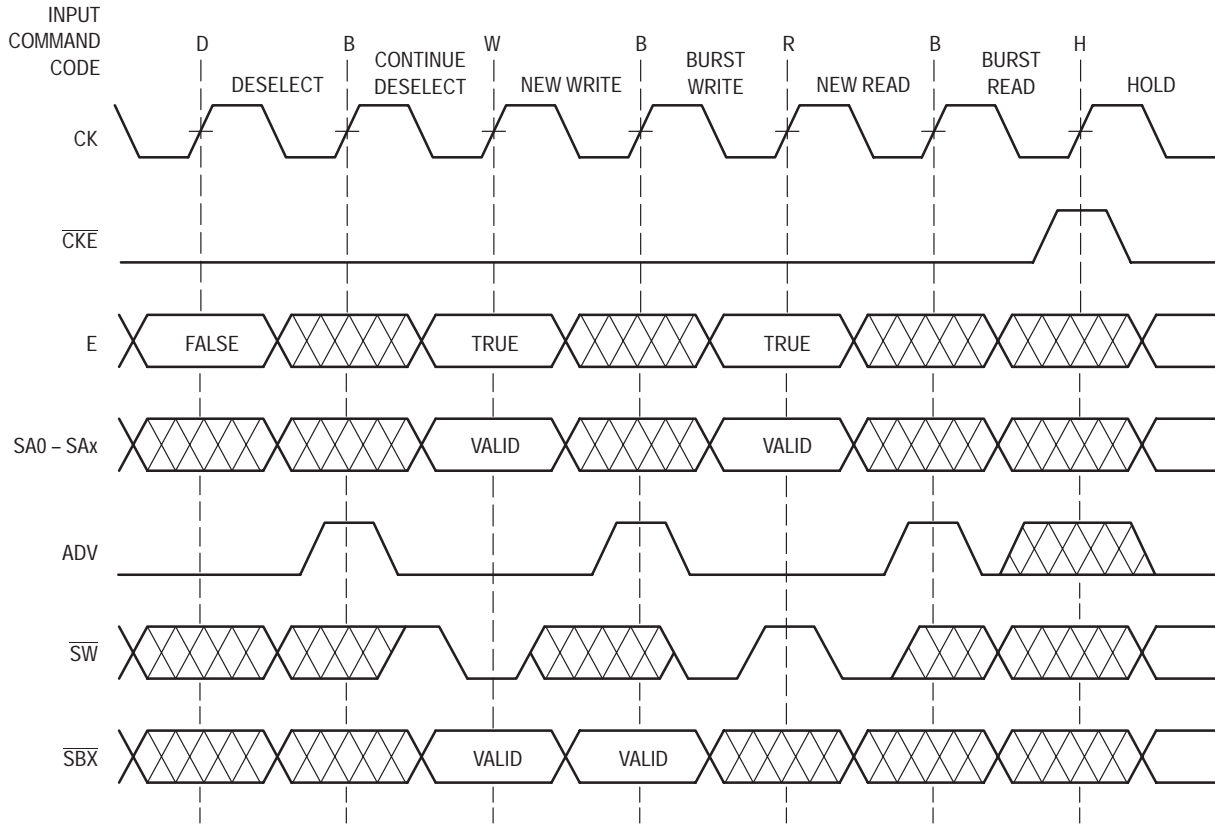 INPUT
COMMAND
CODE
D
B
W
B
R
B
H
DESELECT
CONTINUE
DESELECT
NEW WRITE
BURST
WRITE
NEW READ
BURST
READ
HOLD
CK
CKE
E
FALSE
TRUE
TRUE
SA0 – SAx
VALID
VALID
ADV
SW
SBX
VALID
VALID